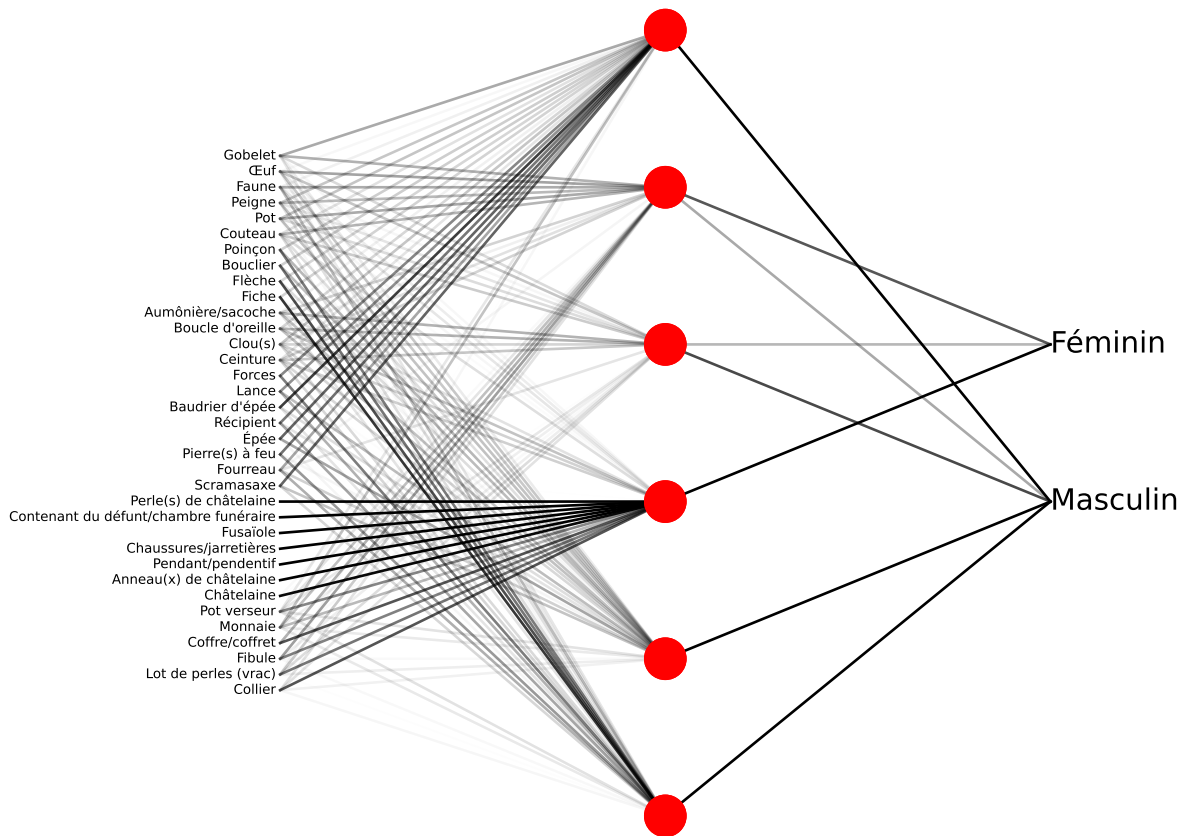 Gobelet
Œuf
Faune
Peigne
Pot
Couteau
Poinçon
Bouclier
Flèche
Fiche
Aumônière/sacoche
Boucle d'oreille
Clou(s)
Ceinture
Forces
Lance
Baudrier d'épée
Récipient
Épée
Pierre(s) à feu
Fourreau
Scramasaxe
Perle(s) de châtelaine
Contenant du défunt/chambre funéraire
Fusaïole
Chaussures/jarretières
Pendant/pendentif
Anneau(x) de châtelaine
Châtelaine
Pot verseur
Monnaie
Coffre/coffret
Fibule
Lot de perles (vrac)
Collier
Féminin
Masculin